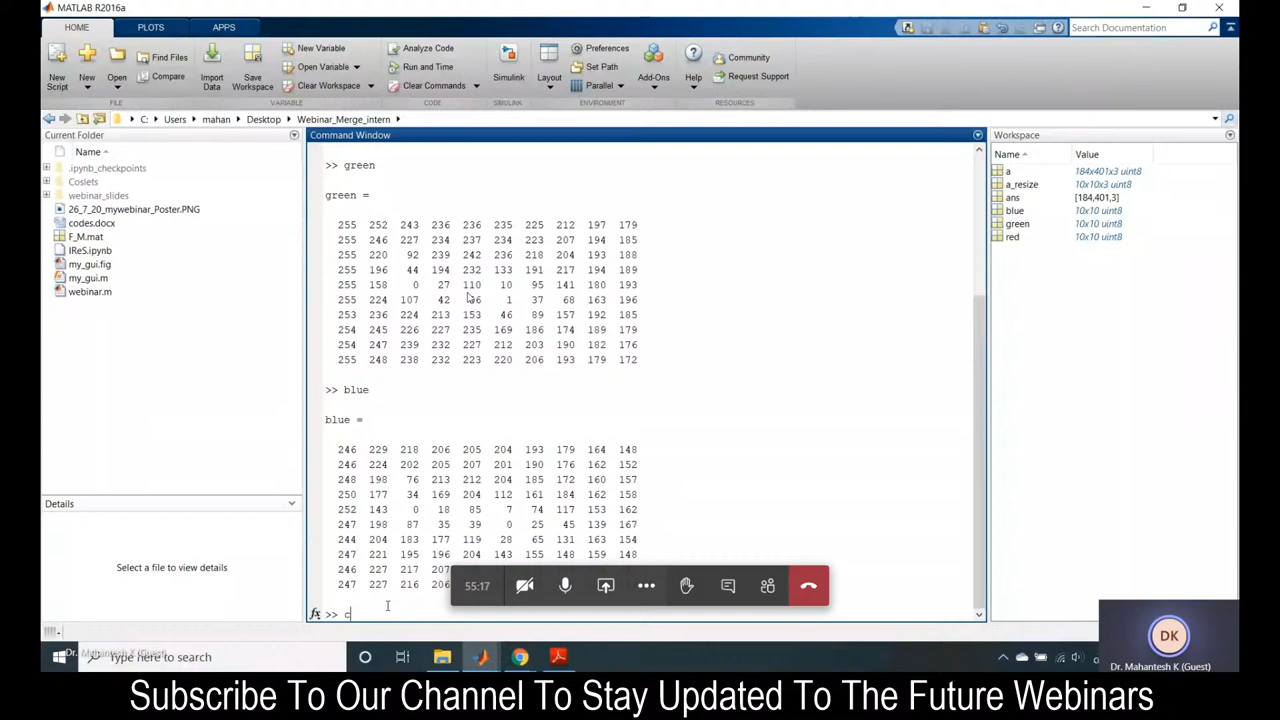 MATLAB R2016a
HOME PLOTS APPS
Search Documentation
New Script
New
Open
Find Files
Compare
Import Data
Save Workspace
New Variable
Open Variable
Clear Workspace
Analyze Code
Run and Time
Clear Commands
Simulink
Layout
Preferences
Set Path
Parallel
Add-Ons
Help
Community
Request Support
FILE VARIABLE CODE SIMULINK ENVIRONMENT RESOURCES
C: Users mahan Desktop Webinar_Merge_intern
Current Folder
Name
.ipynb_checkpoints
Coslets
webinar_slides
26_7_20_mywebinar_Poster.PNG
codes.docx
F_M.mat
IReS.ipynb
my_gui.fig
my_gui.m
webinar.m
Details
Select a file to view details
Command Window
>> green
green =
255 252 243 236 236 235 225 212 197 179
255 246 227 234 237 234 223 207 194 185
255 220 92 239 242 236 218 204 193 188
255 196 44 194 232 133 191 217 194 189
255 158 0 27 110 10 95 141 180 193
255 224 107 42 1 37 68 163 196
253 236 224 213 153 46 89 157 192 185
254 245 226 227 235 169 186 174 189 179
254 247 239 232 227 212 203 190 182 176
255 248 238 232 223 220 206 193 179 172
>> blue
blue =
246 229 218 206 205 204 193 179 164 148
246 224 202 205 207 201 190 176 162 152
248 198 76 213 212 204 185 172 160 157
250 177 34 169 204 112 161 184 162 158
252 143 0 18 85 7 74 117 153 162
247 198 87 35 39 0 25 45 139 167
244 204 183 177 119 28 65 131 163 154
247 221 195 196 204 143 155 148 159 148
246 227 217 207
247 227 216 206
fx >> c
55:17
Workspace
Name Value
a 184x401x3 uint8
a_resize 10x10x3 uint8
ans [184,401,3]
blue 10x10 uint8
green 10x10 uint8
red 10x10 uint8
DK
Dr. Mahantesh K (Guest)
Type here to search
Dr. Mahantesh K (Guest)
Subscribe To Our Channel To Stay Updated To The Future Webinars